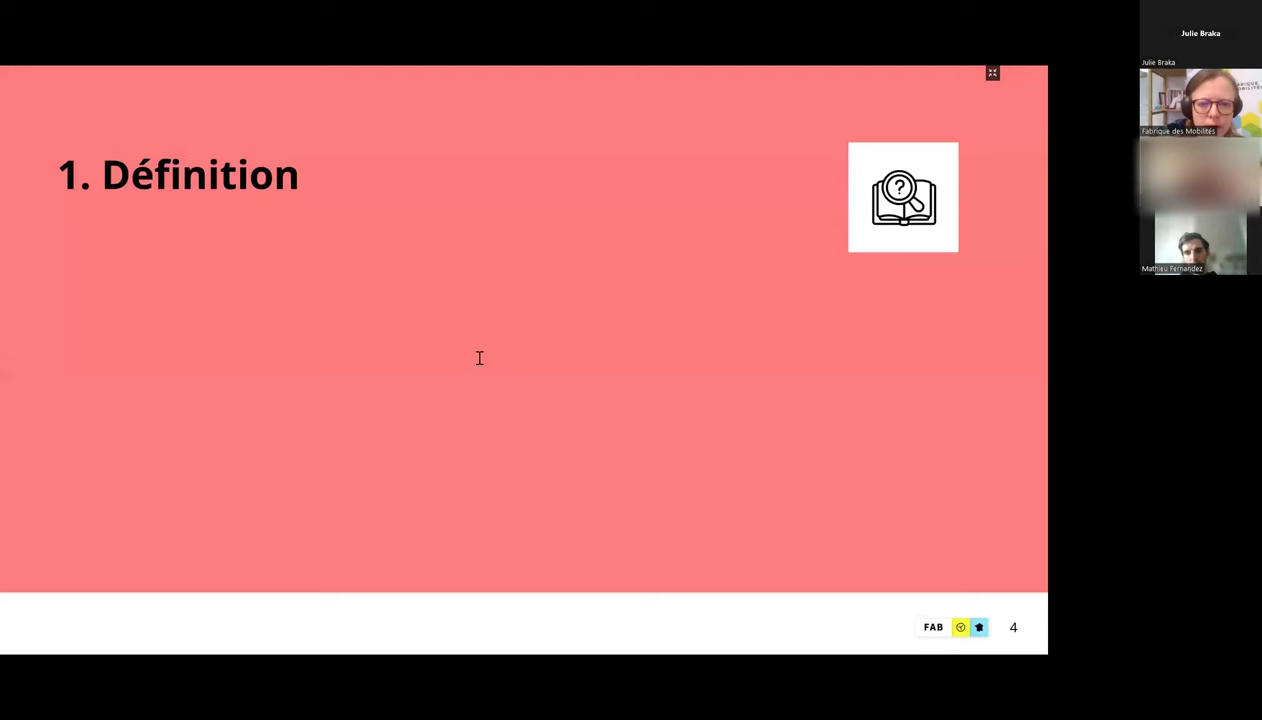 Julie Braka
Julie Braka
Fabrique des Mobilités
Mathieu Fernandez
1. Définition
?
FAB
4